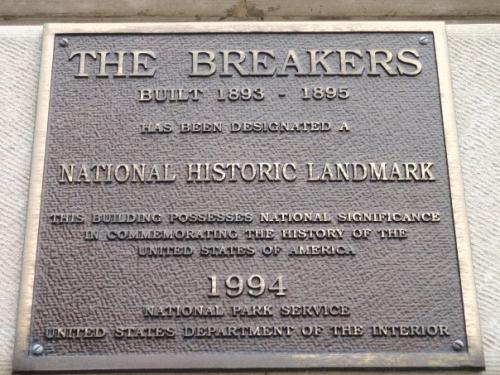 THE BREAKERS
BUILT 1893 - 1895
HAS BEEN DESIGNATED A
NATIONAL HISTORIC LANDMARK
THIS BUILDING POSSESSES NATIONAL SIGNIFICANCE
IN COMMEMORATING THE HISTORY OF THE
UNITED STATES OF AMERICA
1994
NATIONAL PARK SERVICE
UNITED STATES DEPARTMENT OF THE INTERIOR